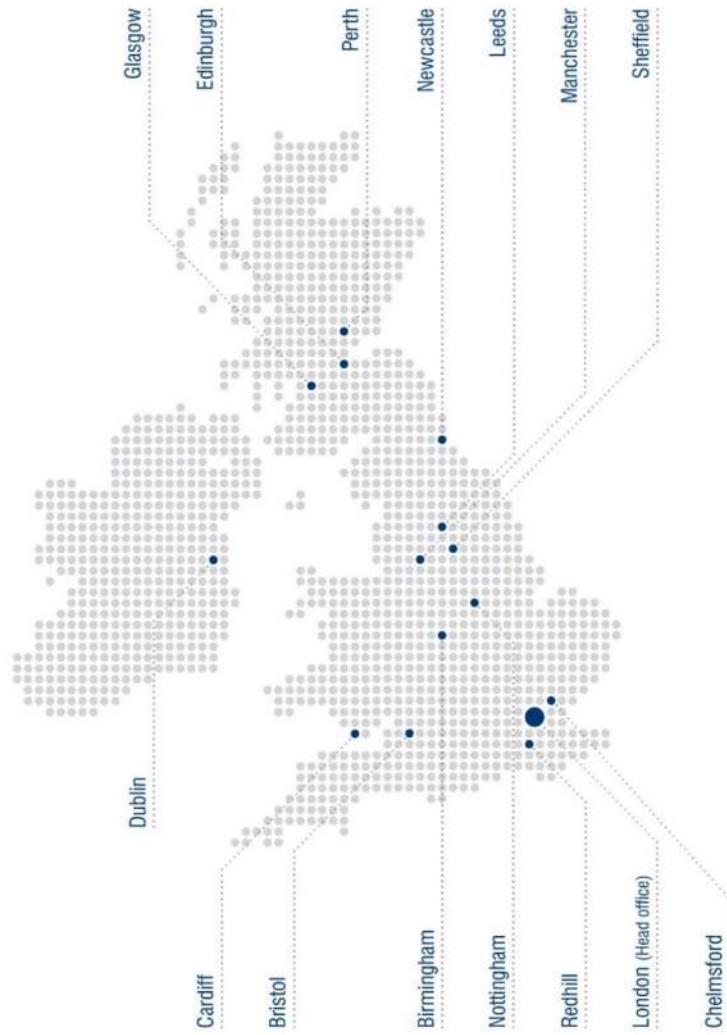 Glasgow
Edinburgh
Perth
Newcastle
Leeds
Manchester
Sheffield
Dublin
Cardiff
Bristol
Birmingham
Nottingham
Redhill
London (Head office)
Chelmsford